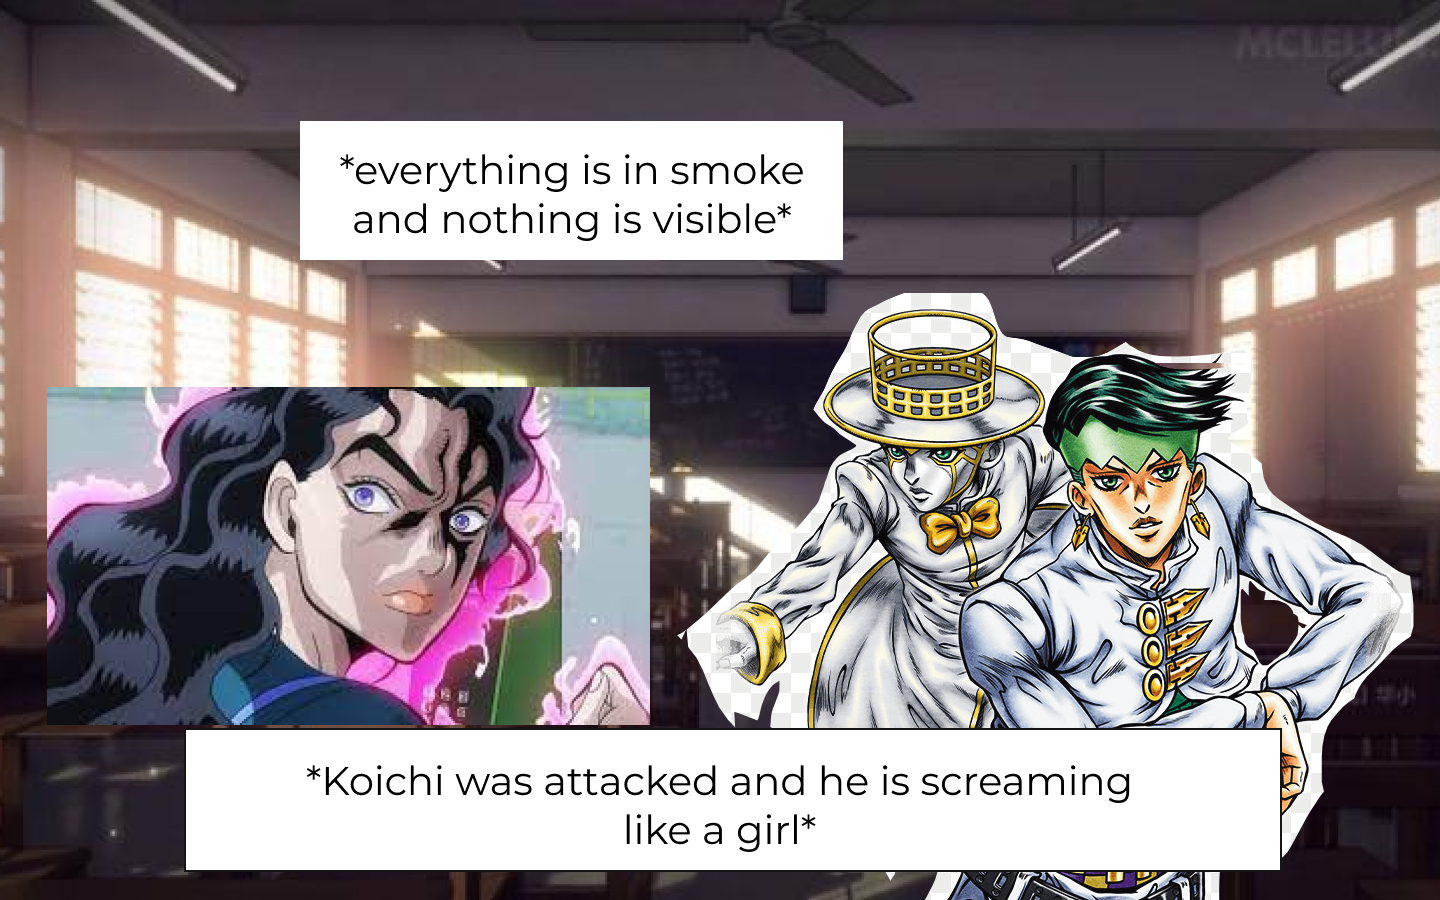 *everything is in smoke
and nothing is visible*
*Koichi was attacked and he is screaming
like a girl*